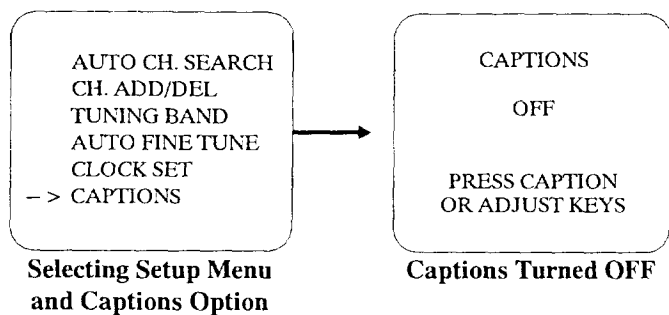 AUTO CH. SEARCH
CH. ADD/DEL
TUNING BAND
AUTO FINE TUNE
CLOCK SET
– > CAPTIONS
Selecting Setup Menu
and Captions Option
CAPTIONS
OFF
PRESS CAPTION
OR ADJUST KEYS
Captions Turned OFF